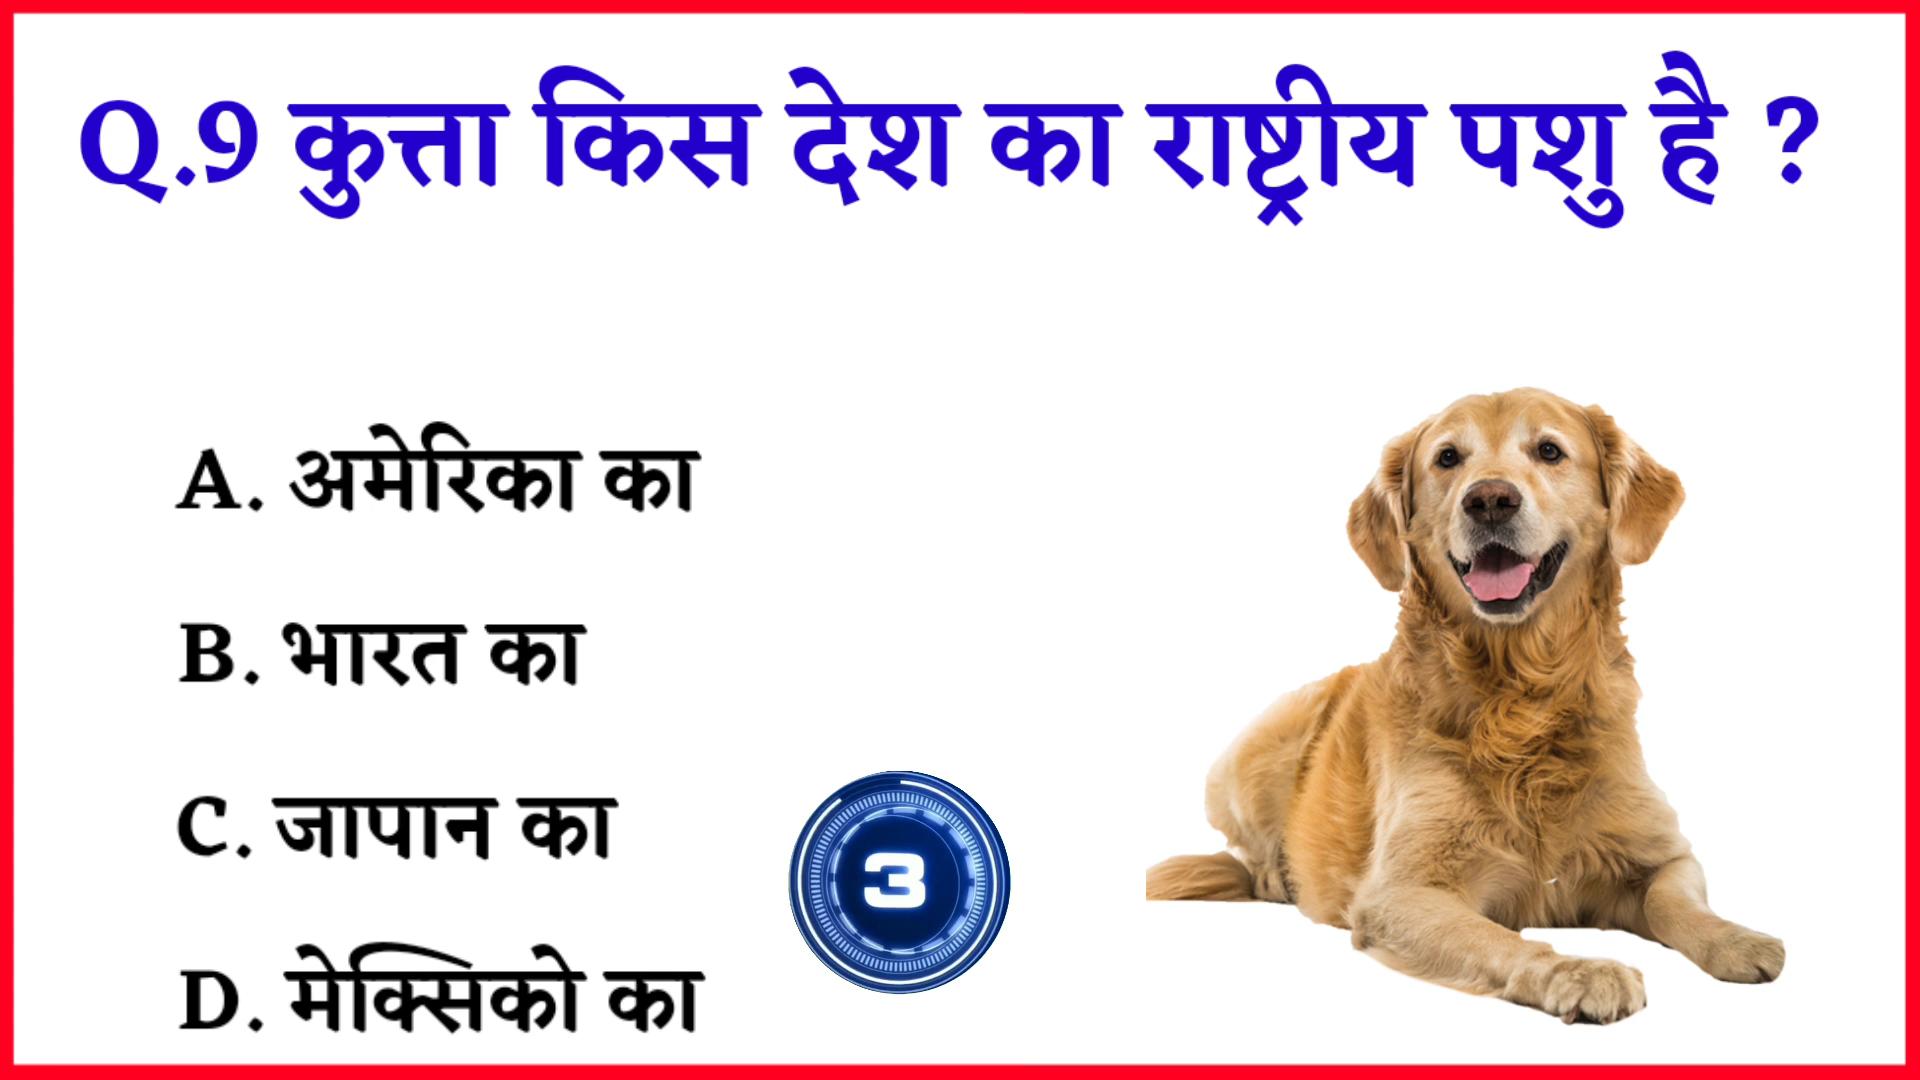 Q.9 कुत्ता किस देश का राष्ट्रीय पशु है ?
A. अमेरिका का
B. भारत का
C. जापान का
3
D. मेक्सिको का